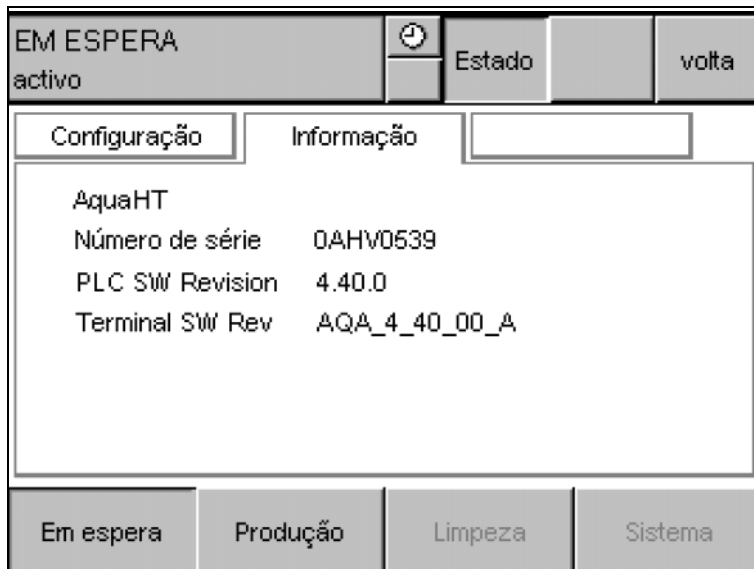 EM ESPERA
activo
Estado
volta
Configuração
Informação
AquaHT
Número de série 0AHV0539
PLC SW Revision 4.40.0
Terminal SW Rev AQA_4_40_00_A
Em espera
Produção
Limpeza
Sistema